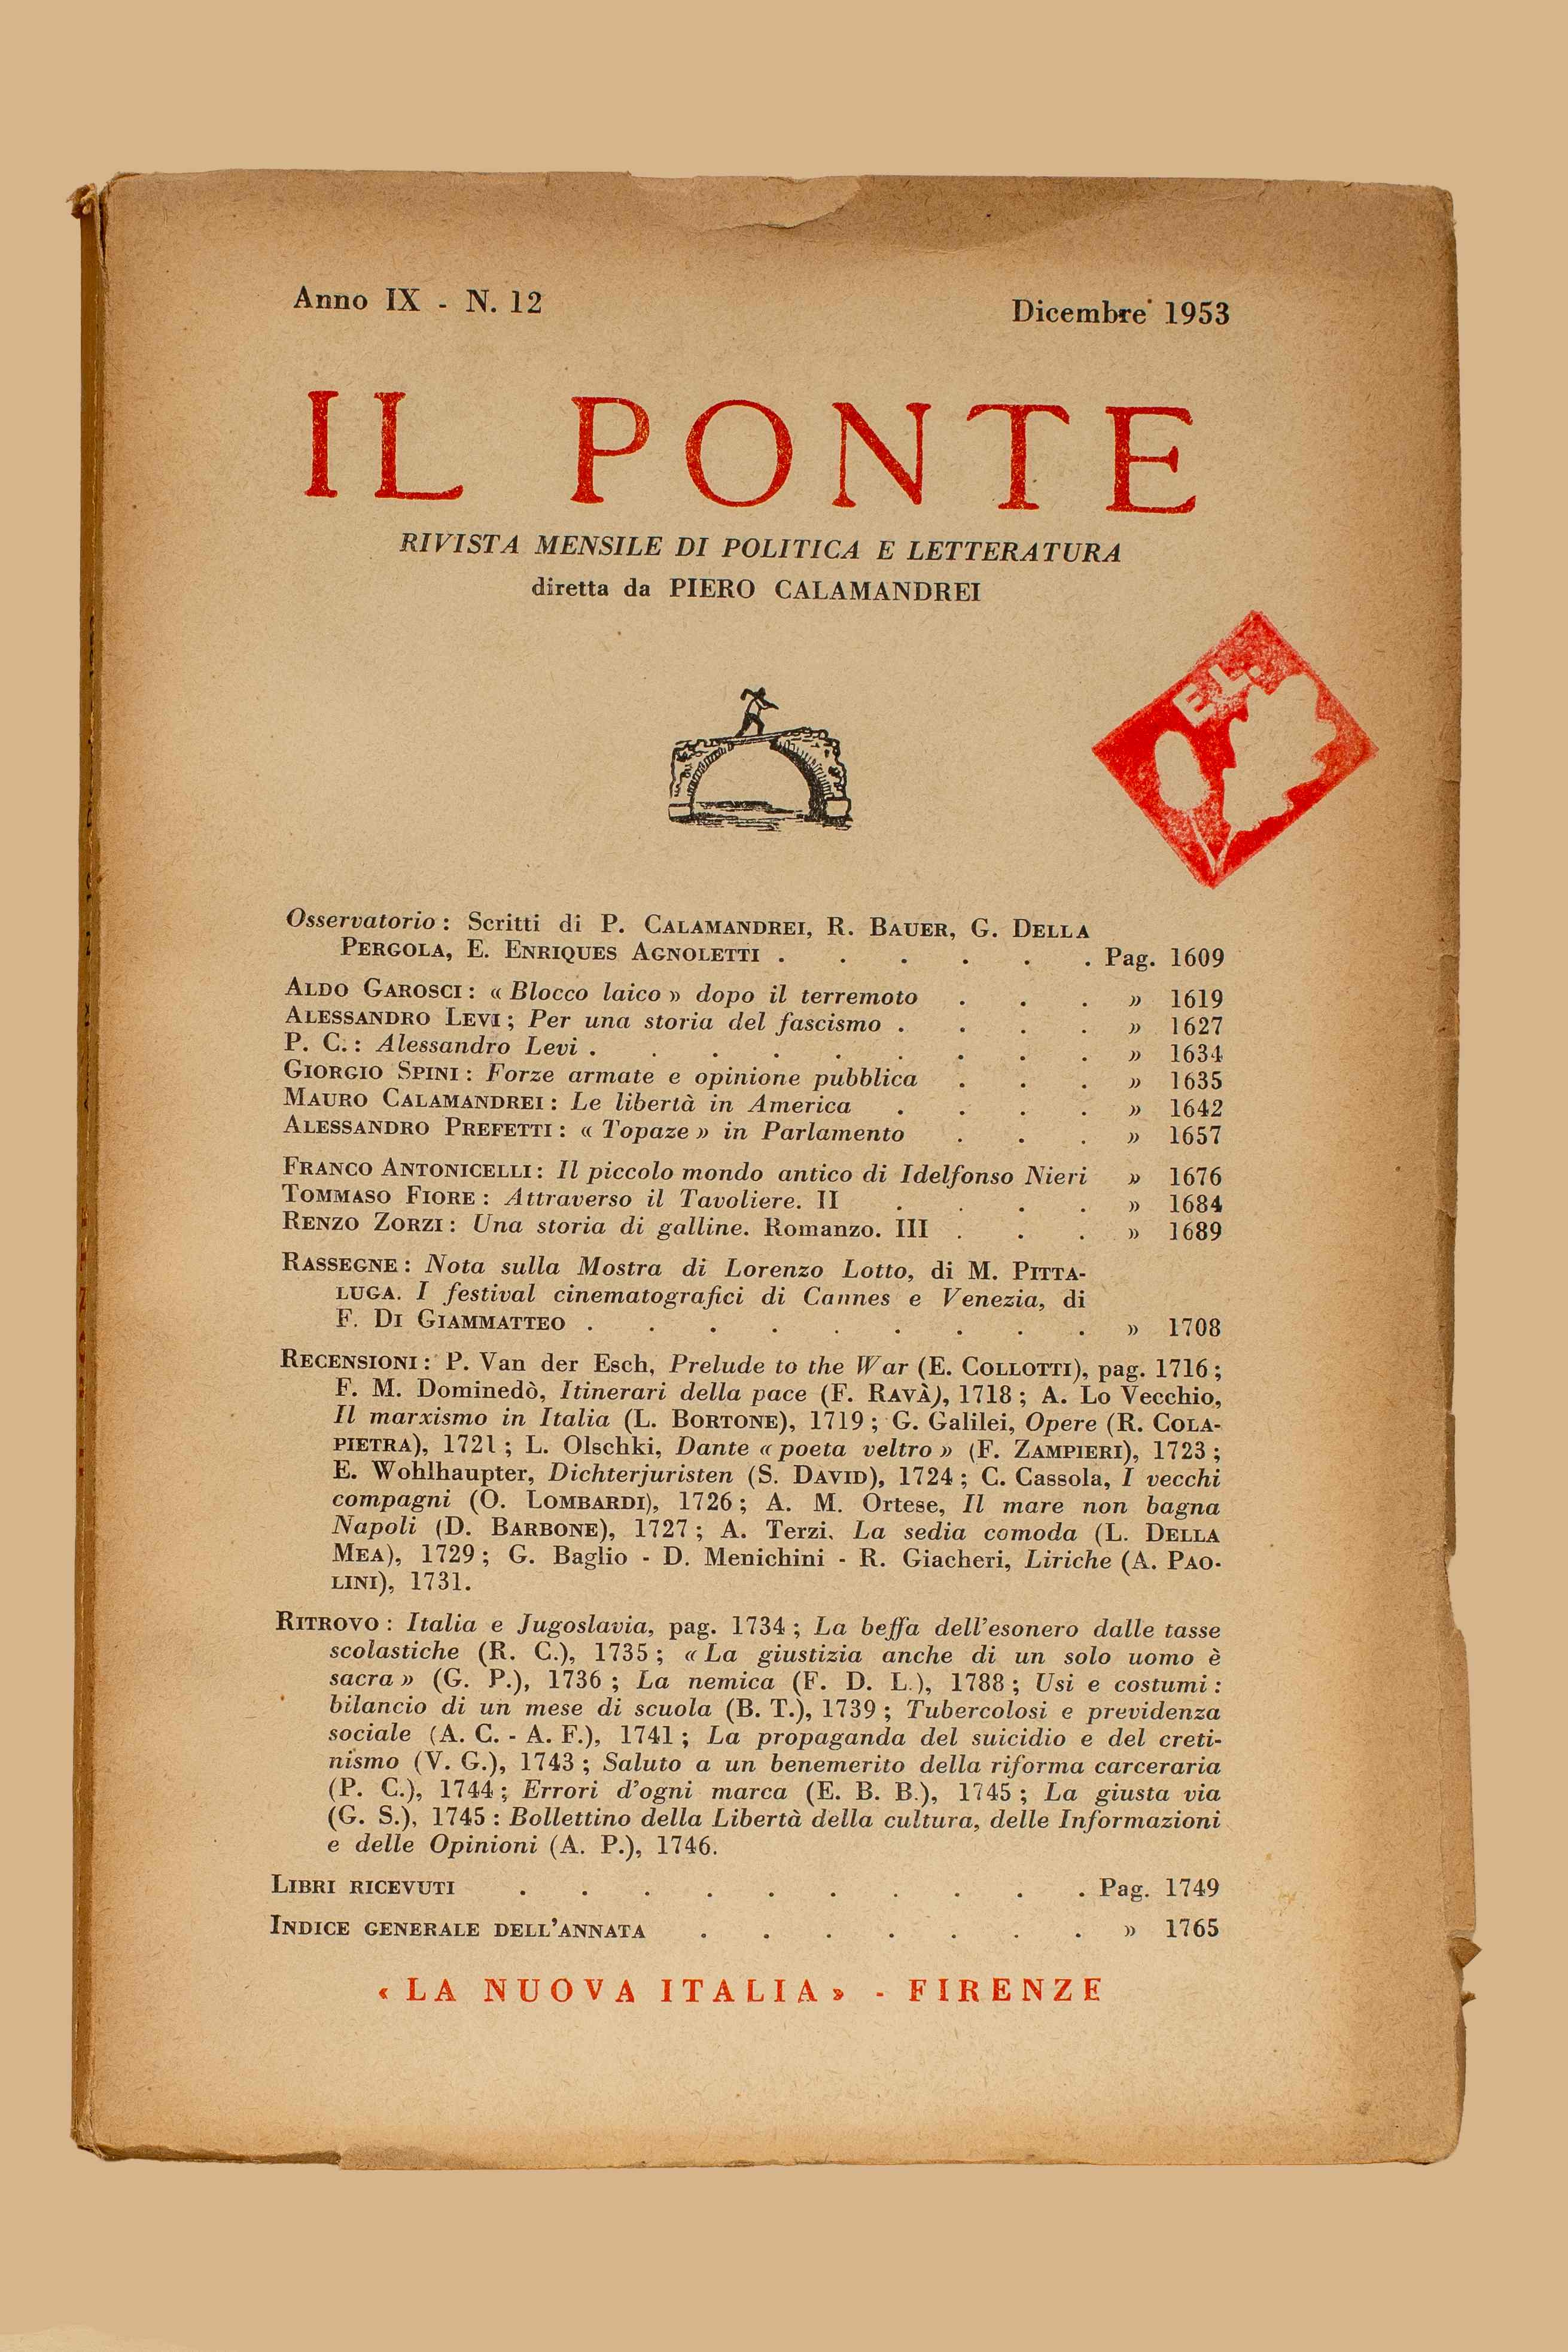 Anno IX - N. 12
Dicembre 1953
IL PONTE
RIVISTA MENSILE DI POLITICA E LETTERATURA
diretta da PIERO CALAMANDREI
EL.
Osservatorio: Scritti di P. CALAMANDREI, R. BAUER, G. DELLA
PERGOLA, E. ENRIQUES AGNOLETTI . . . . . . Pag. 1609
ALDO GAROSCI: « Blocco laico » dopo il terremoto . . . » 1619
ALESSANDRO LEVI; Per una storia del fascismo . . . . » 1627
P. C.: Alessandro Levi . . . . . . . . . » 1634
GIORGIO SPINI: Forze armate e opinione pubblica . . . » 1635
MAURO CALAMANDREI: Le libertà in America . . . . » 1642
ALESSANDRO PREFETTI: « Topaze » in Parlamento . . . » 1657
FRANCO ANTONICELLI: Il piccolo mondo antico di Idelfonso Nieri » 1676
TOMMASO FIORE: Attraverso il Tavoliere. II . . . . » 1684
RENZO ZORZI: Una storia di galline. Romanzo. III . . . » 1689
RASSEGNE: Nota sulla Mostra di Lorenzo Lotto, di M. PITTA-
LUGA. I festival cinematografici di Cannes e Venezia, di
F. DI GIAMMATTEO . . . . . . . . . » 1708
RECENSIONI: P. Van der Esch, Prelude to the War (E. COLLOTTI), pag. 1716;
F. M. Dominedò, Itinerari della pace (F. RAVÀ), 1718; A. Lo Vecchio,
Il marxismo in Italia (L. BORTONE), 1719; G. Galilei, Opere (R. COLA-
PIETRA), 1721; L. Olschki, Dante « poeta veltro » (F. ZAMPIERI), 1723;
E. Wohlhaupter, Dichterjuristen (S. DAVID), 1724; C. Cassola, I vecchi
compagni (O. LOMBARDI), 1726; A. M. Ortese, Il mare non bagna
Napoli (D. BARBONE), 1727; A. Terzi, La sedia comoda (L. DELLA
MEA), 1729; G. Baglio - D. Menichini - R. Giacheri, Liriche (A. PAO-
LINI), 1731.
RITROVO: Italia e Jugoslavia, pag. 1734; La beffa dell'esonero dalle tasse
scolastiche (R. C.), 1735; « La giustizia anche di un solo uomo è
sacra » (G. P.), 1736; La nemica (F. D. L.), 1788; Usi e costumi:
bilancio di un mese di scuola (B. T.), 1739; Tubercolosi e previdenza
sociale (A. C. - A. F.), 1741; La propaganda del suicidio e del creti-
nismo (V. G.), 1743; Saluto a un benemerito della riforma carceraria
(P. C.), 1744; Errori d'ogni marca (E. B. B.), 1745; La giusta via
(G. S.), 1745: Bollettino della Libertà della cultura, delle Informazioni
e delle Opinioni (A. P.), 1746.
LIBRI RICEVUTI . . . . . . . . . . Pag. 1749
INDICE GENERALE DELL'ANNATA . . . . . . . » 1765
« LA NUOVA ITALIA » - FIRENZE